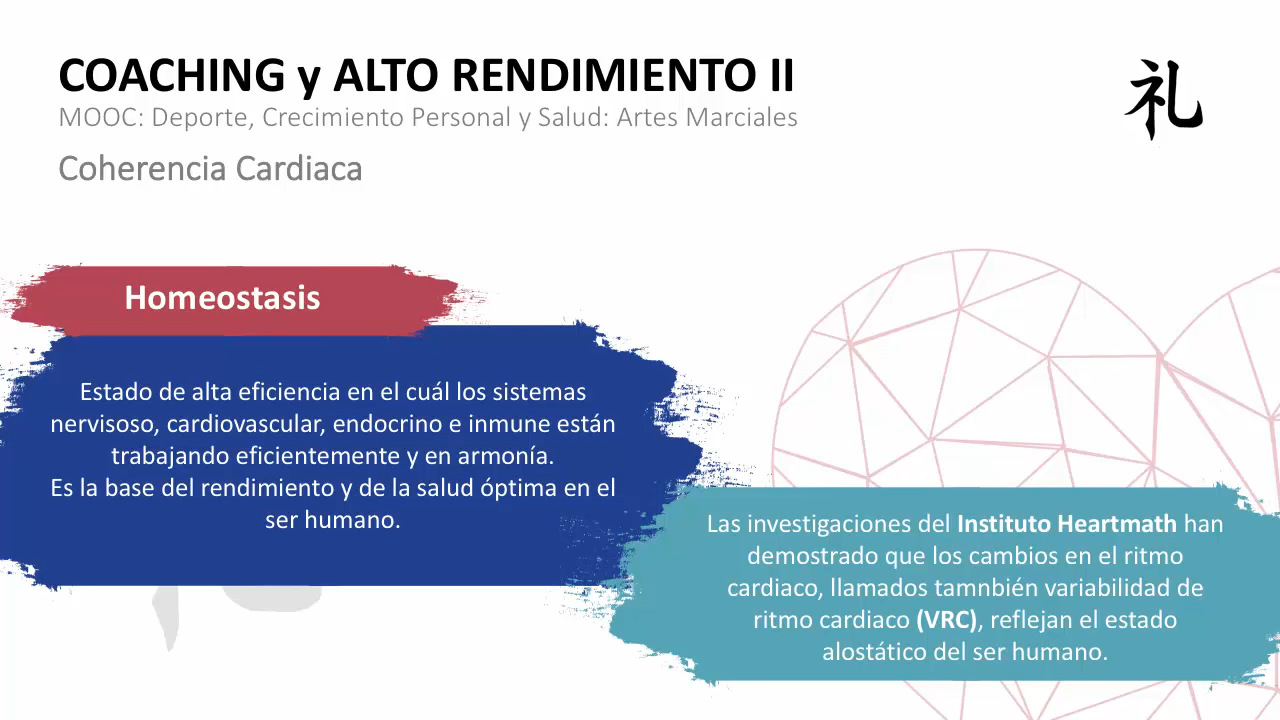 COACHING y ALTO RENDIMIENTO II
MOOC: Deporte, Crecimiento Personal y Salud: Artes Marciales
Coherencia Cardiaca
礼
Homeostasis
Estado de alta eficiencia en el cuál los sistemas
nervisoso, cardiovascular, endocrino e inmune están
trabajando eficientemente y en armonía.
Es la base del rendimiento y de la salud óptima en el
ser humano.
Las investigaciones del Instituto Heartmath han
demostrado que los cambios en el ritmo
cardiaco, llamados tamnbién variabilidad de
ritmo cardiaco (VRC), reflejan el estado
alostático del ser humano.